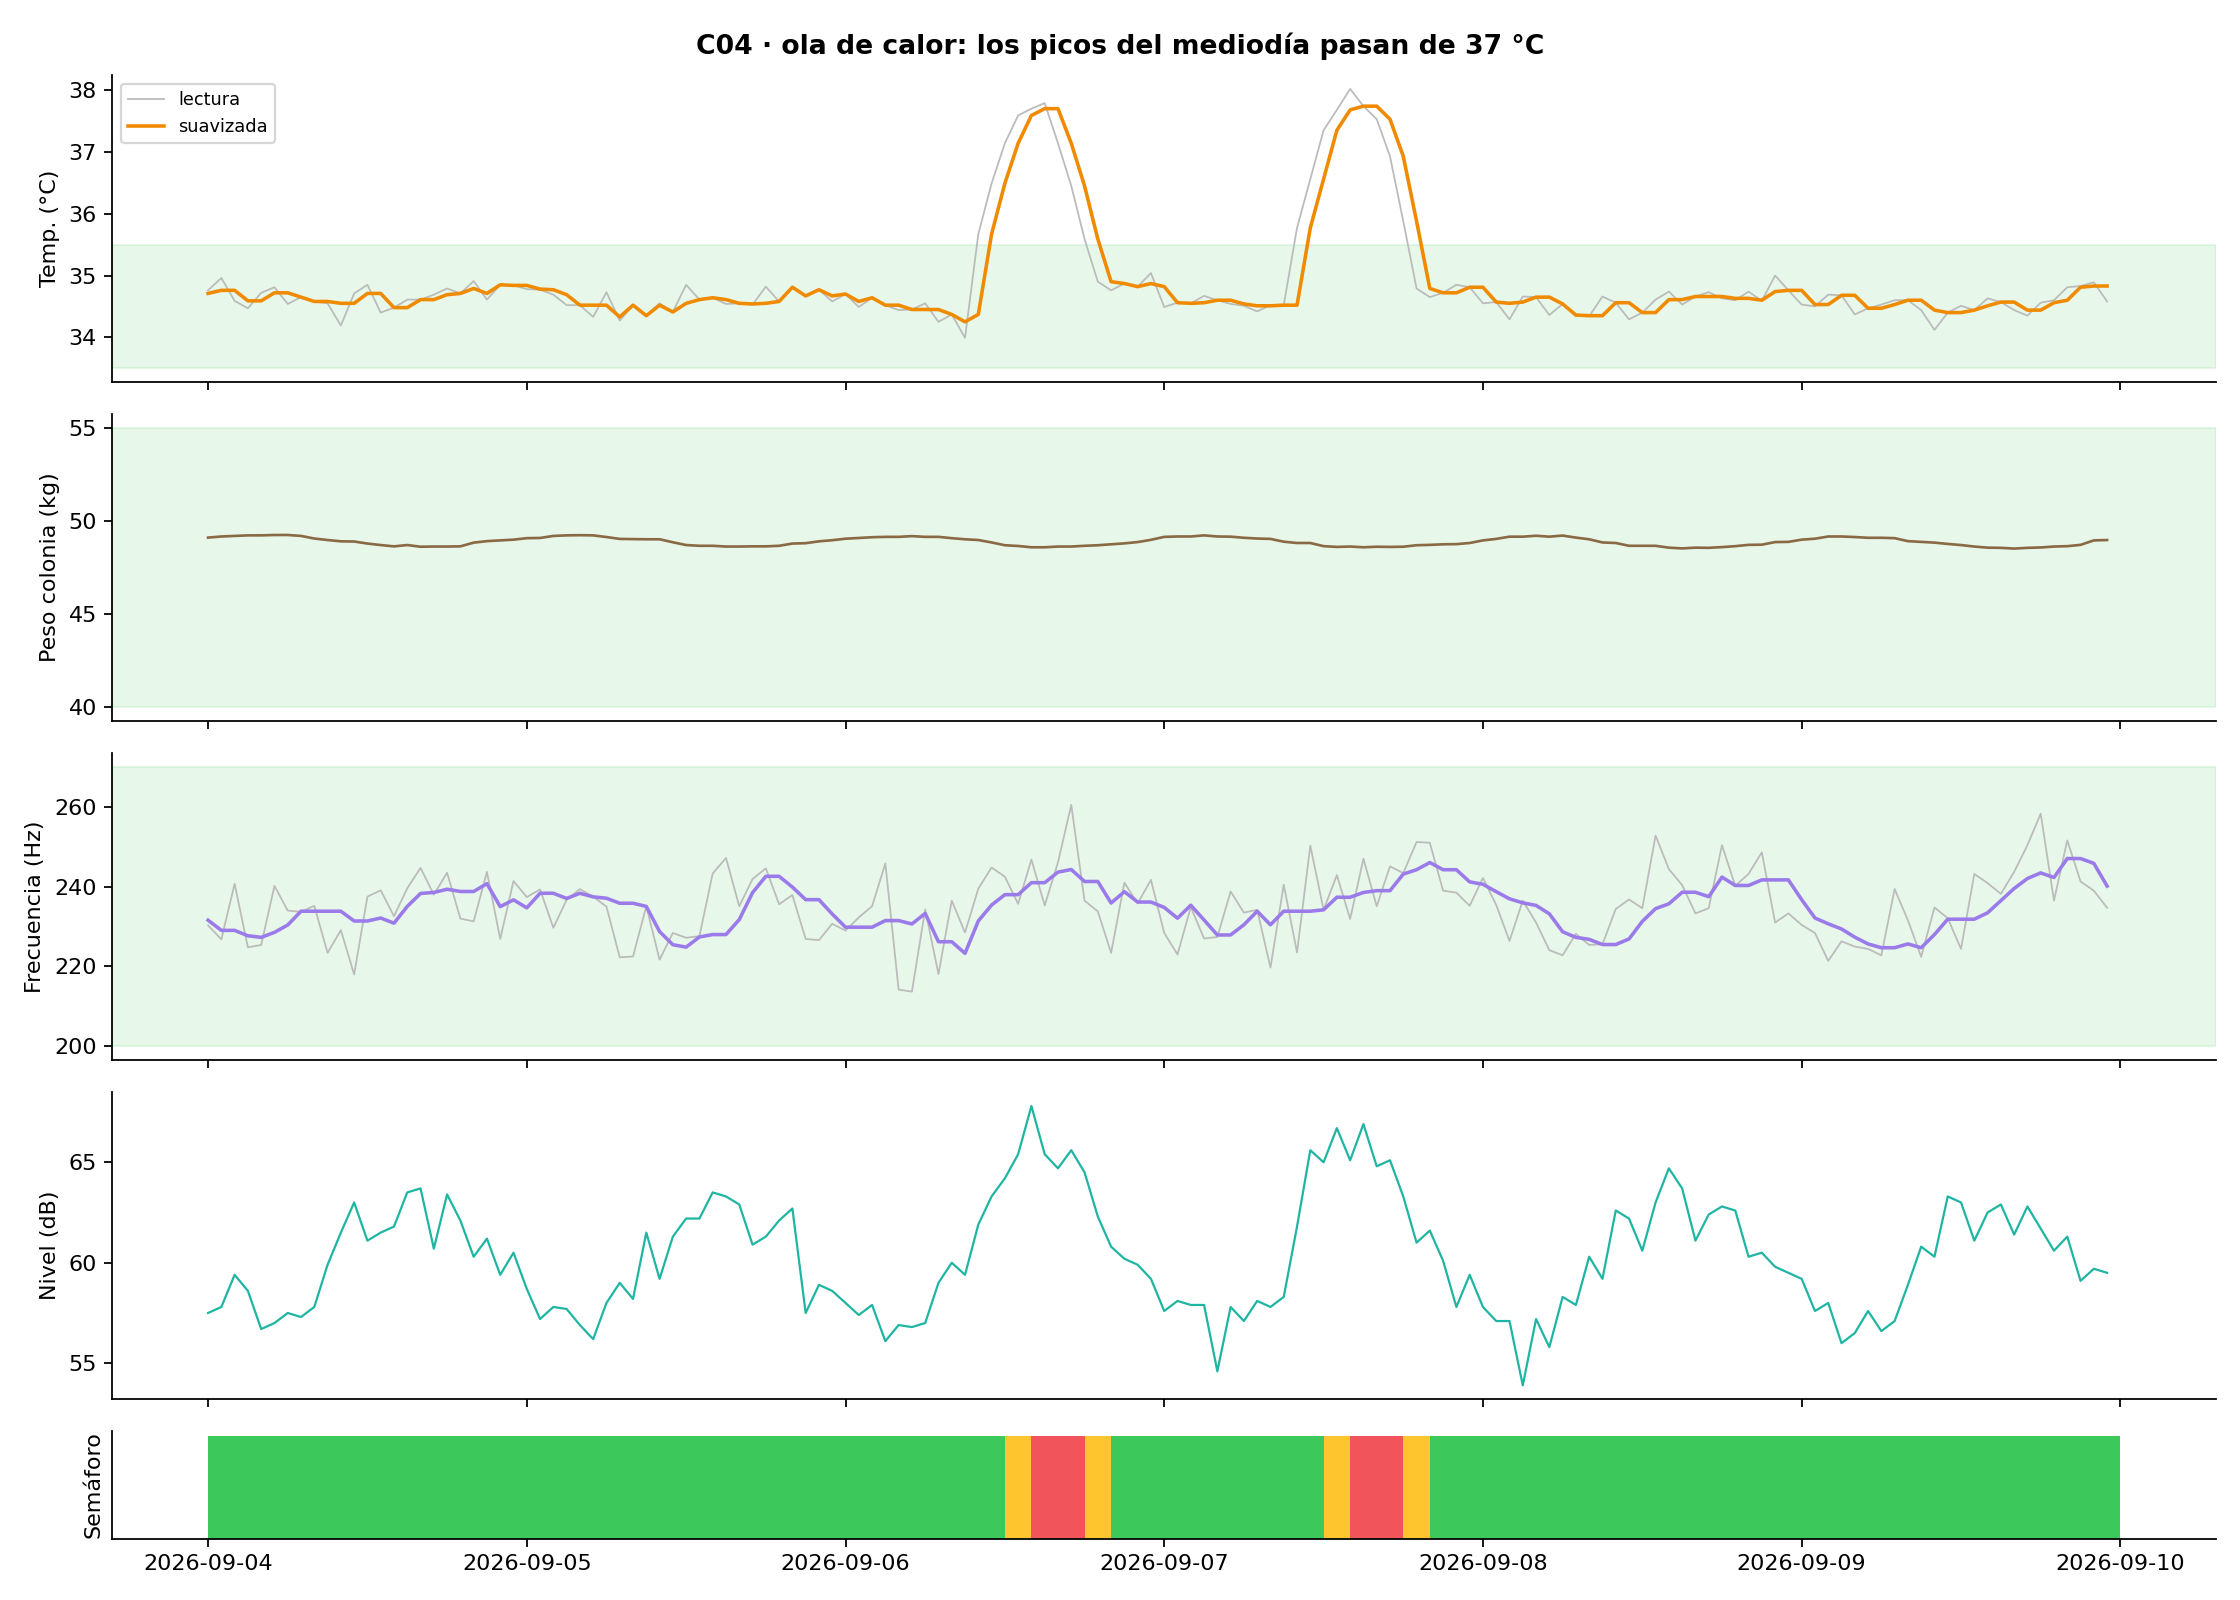 C04 · ola de calor: los picos del mediodía pasan de 37 °C
lectura
suavizada
Temp. (°C)
38
37
36
35
34
Peso colonia (kg)
55
50
45
40
Frecuencia (Hz)
260
240
220
200
Nivel (dB)
65
60
55
Semáforo
2026-09-04
2026-09-05
2026-09-06
2026-09-07
2026-09-08
2026-09-09
2026-09-10